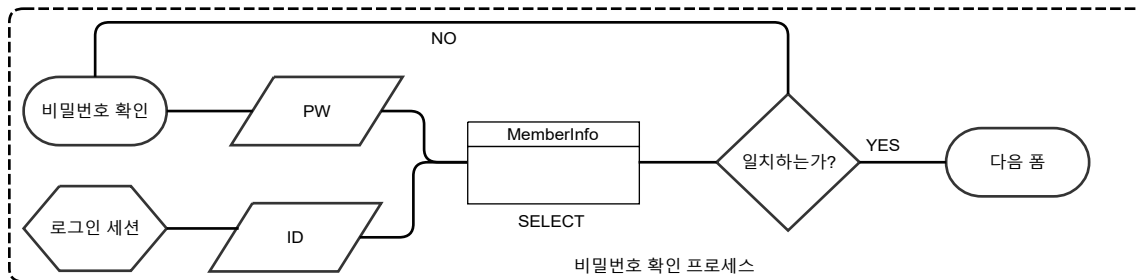 NO
비밀번호 확인
PW
MemberInfo
일치하는가?
YES
다음 폼
로그인 세션
ID
SELECT
비밀번호 확인 프로세스